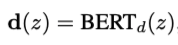 d(z) = BERT_d(z).